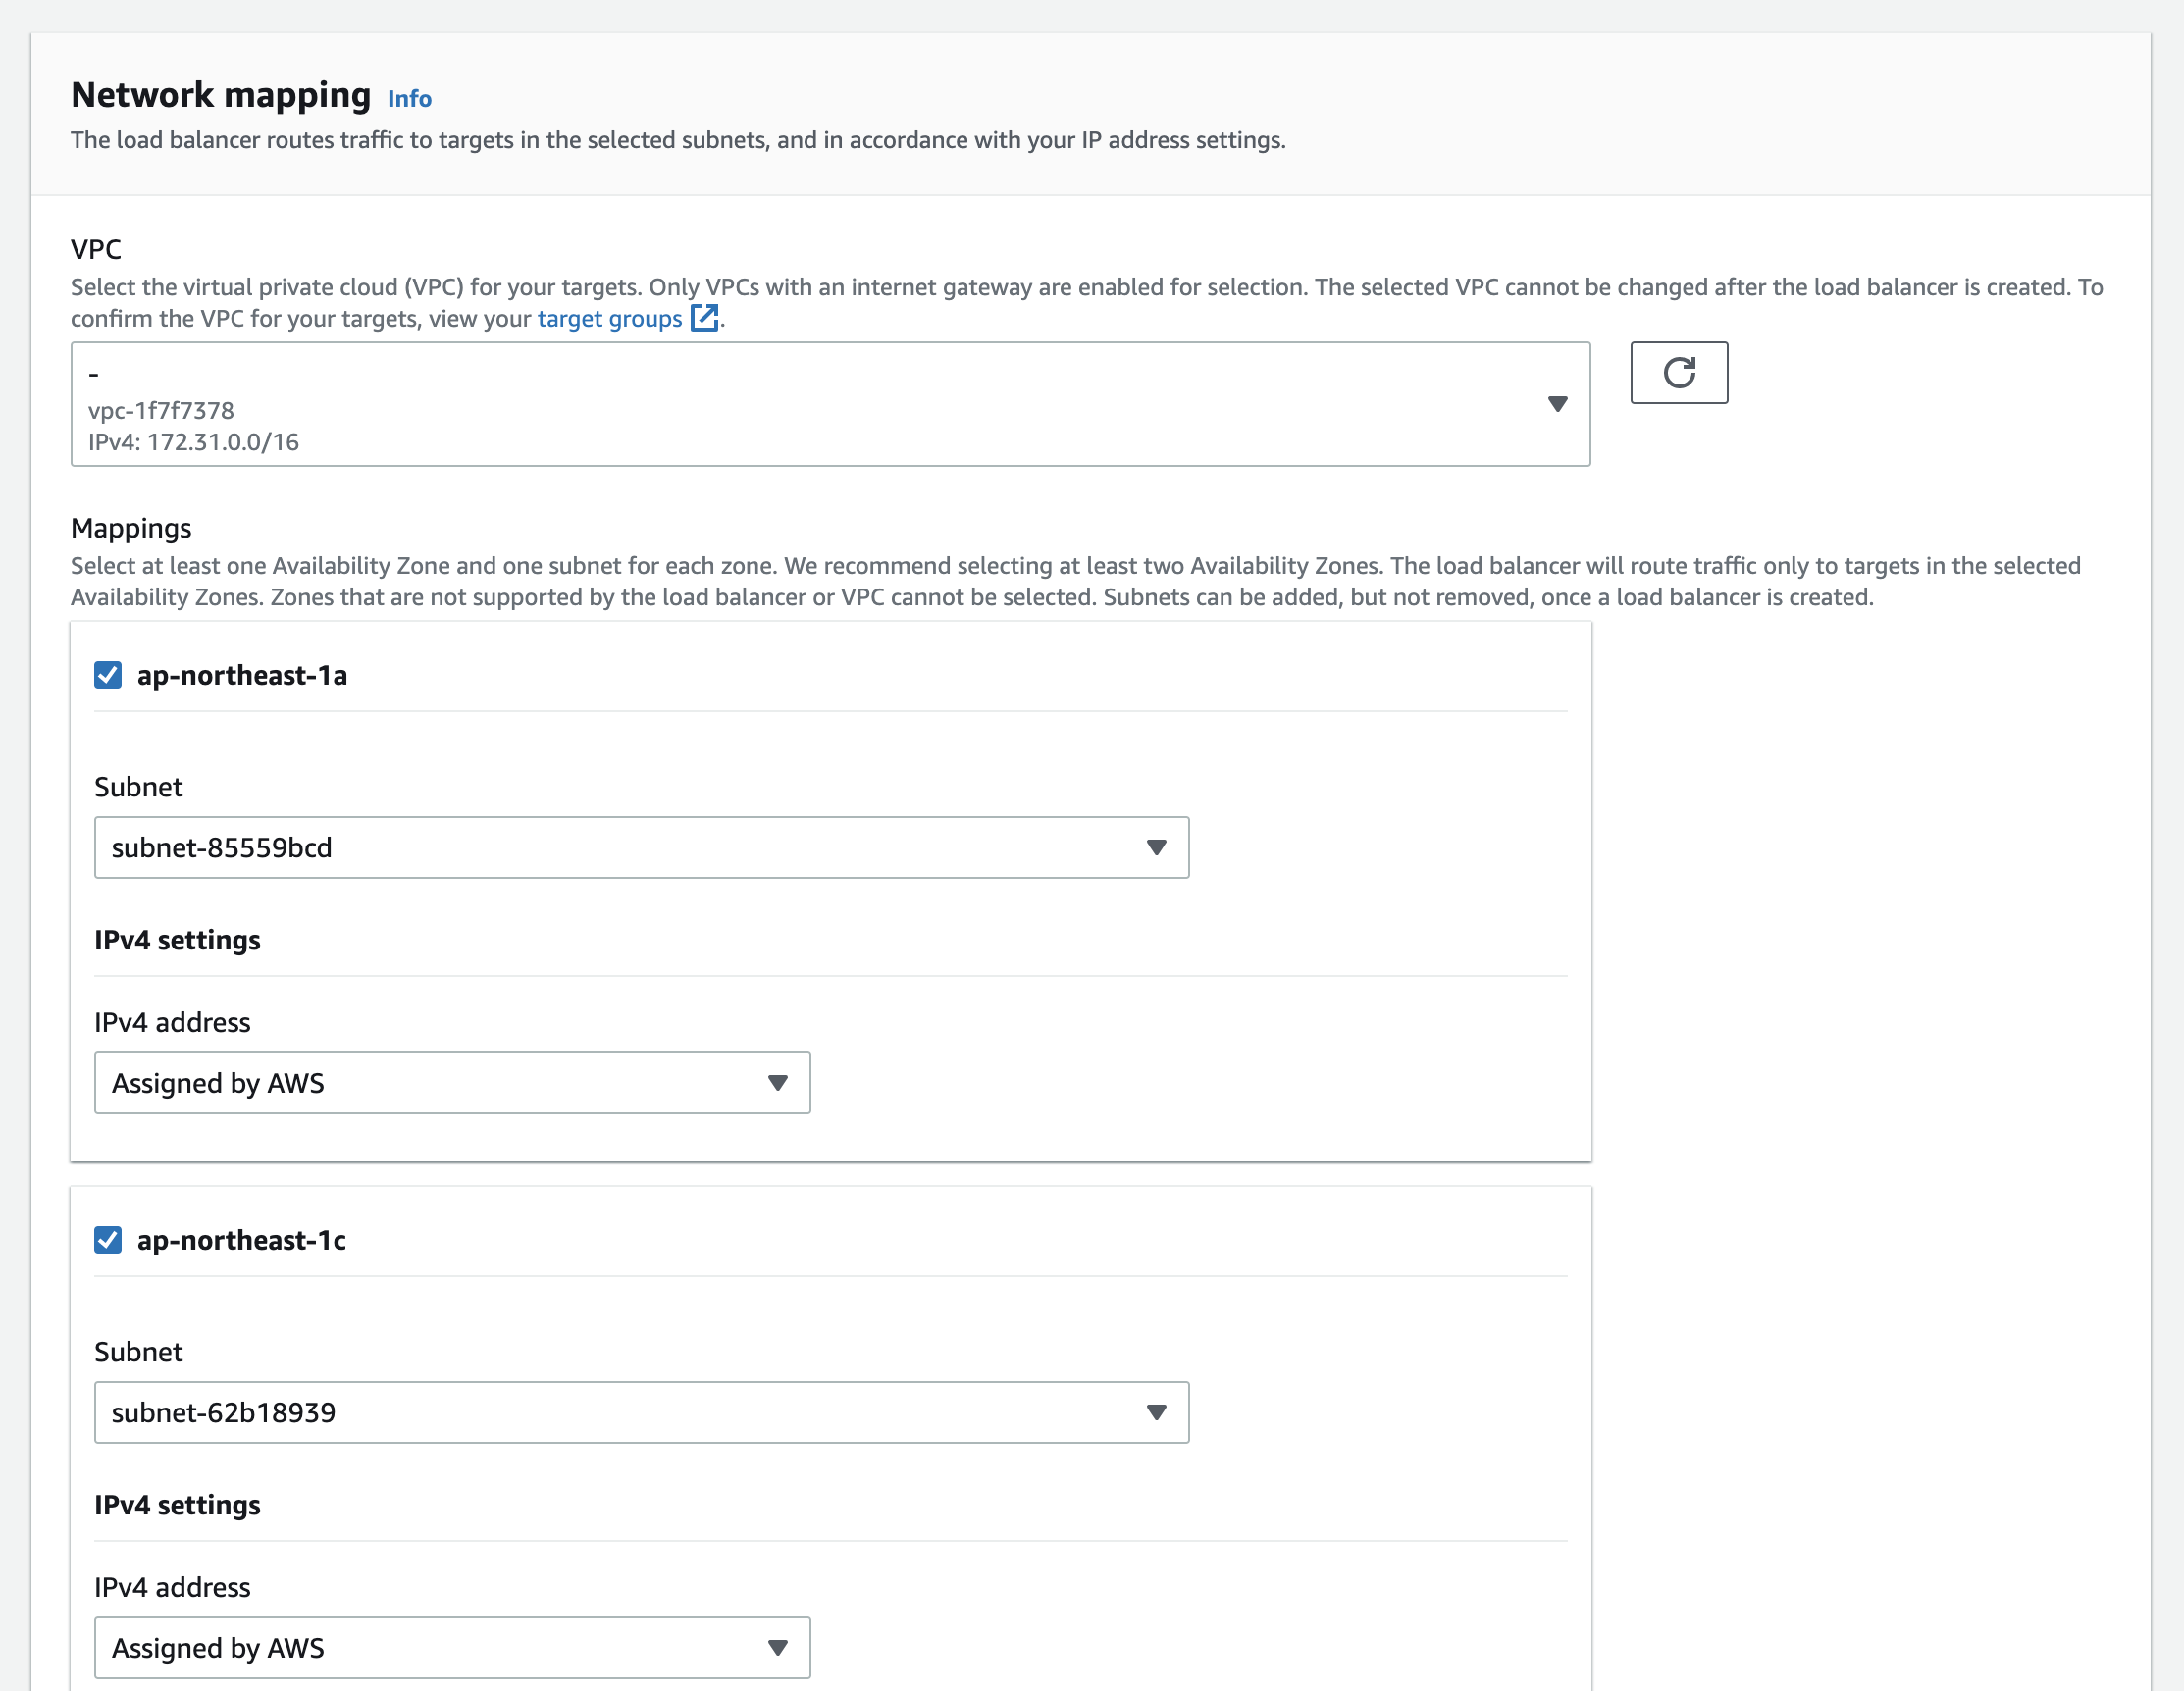 Network mapping Info
The load balancer routes traffic to targets in the selected subnets, and in accordance with your IP address settings.
VPC
Select the virtual private cloud (VPC) for your targets. Only VPCs with an internet gateway are enabled for selection. The selected VPC cannot be changed after the load balancer is created. To
confirm the VPC for your targets, view your target groups.
-
vpc-1f7f7378
IPv4: 172.31.0.0/16
Mappings
Select at least one Availability Zone and one subnet for each zone. We recommend selecting at least two Availability Zones. The load balancer will route traffic only to targets in the selected
Availability Zones. Zones that are not supported by the load balancer or VPC cannot be selected. Subnets can be added, but not removed, once a load balancer is created.
ap-northeast-1a
Subnet
subnet-85559bcd
IPv4 settings
IPv4 address
Assigned by AWS
ap-northeast-1c
Subnet
subnet-62b18939
IPv4 settings
IPv4 address
Assigned by AWS